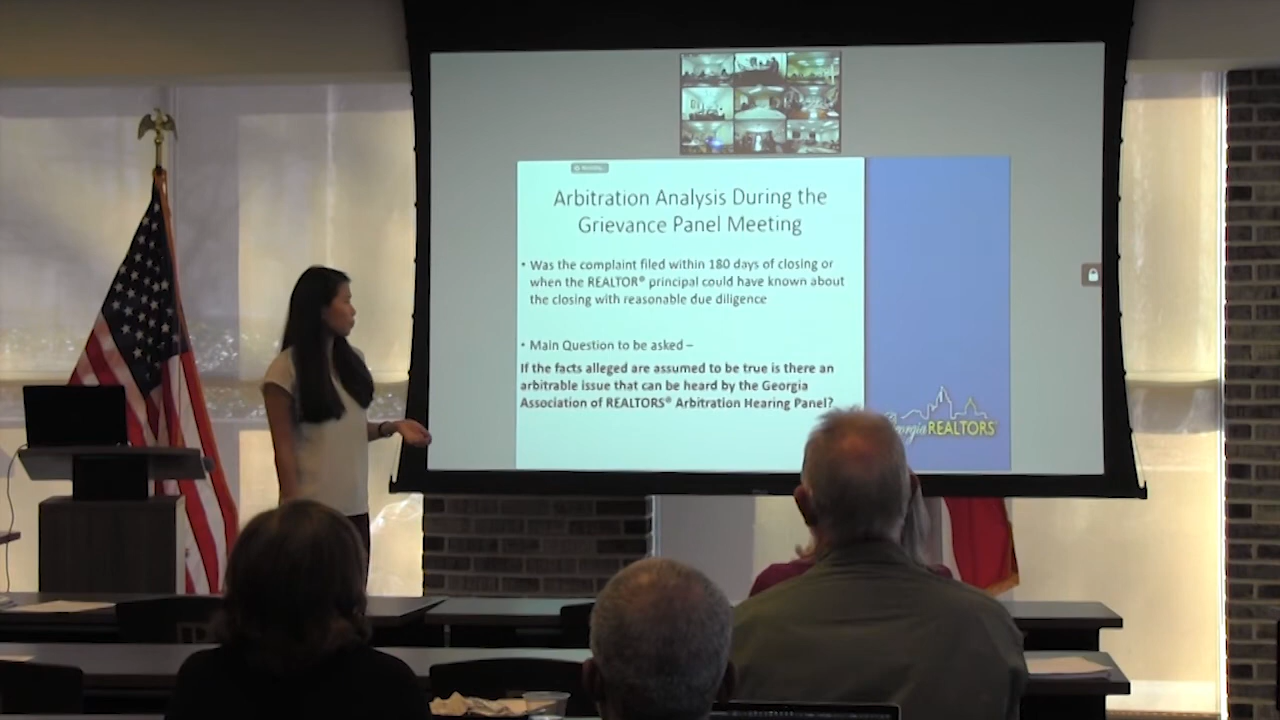 Arbitration Analysis During the
Grievance Panel Meeting
• Was the complaint filed within 180 days of closing or
when the REALTOR® principal could have known about
the closing with reasonable due diligence
• Main Question to be asked –
If the facts alleged are assumed to be true is there an
arbitrable issue that can be heard by the Georgia
Association of REALTORS® Arbitration Hearing Panel?
Georgia REALTORS®